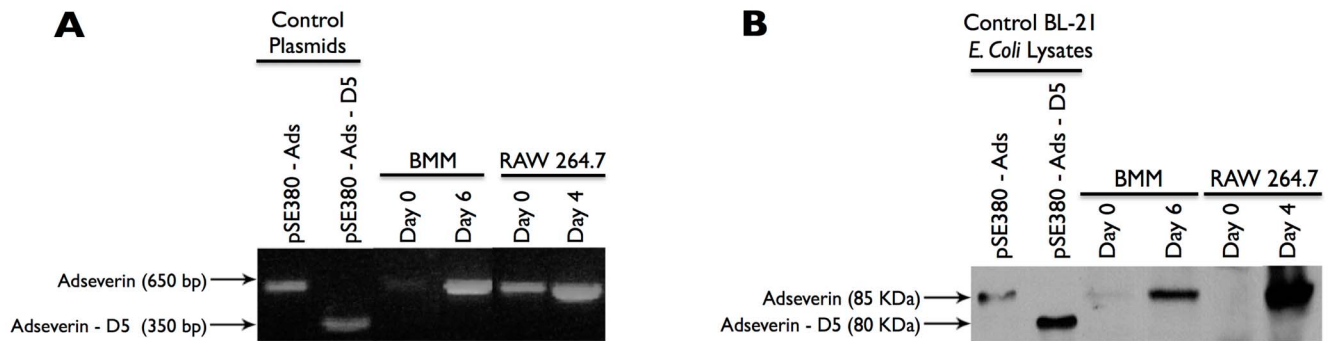 A
Control
Plasmids
pSE380 - Ads
pSE380 - Ads - D5
BMM
RAW 264.7
Day 0
Day 6
Day 0
Day 4
Adseverin (650 bp)
Adseverin - D5 (350 bp)
B
Control BL-21
E. Coli Lysates
pSE380 - Ads
pSE380 - Ads - D5
BMM
RAW 264.7
Day 0
Day 6
Day 0
Day 4
Adseverin (85 KDa)
Adseverin - D5 (80 KDa)